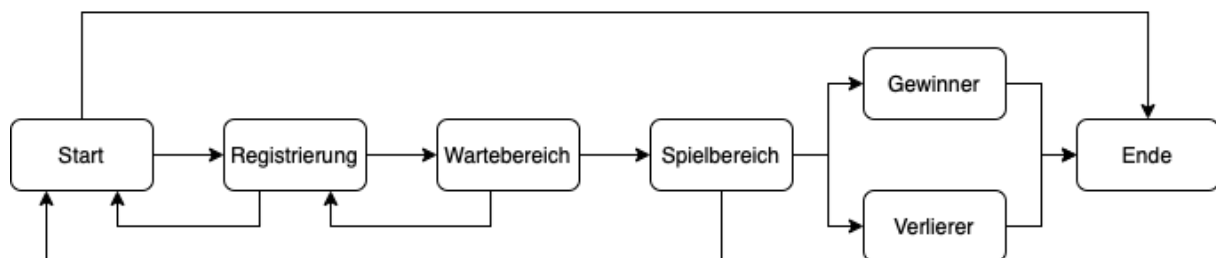 Gewinner
Start
Registrierung
Wartebereich
Spielbereich
Ende
Verlierer